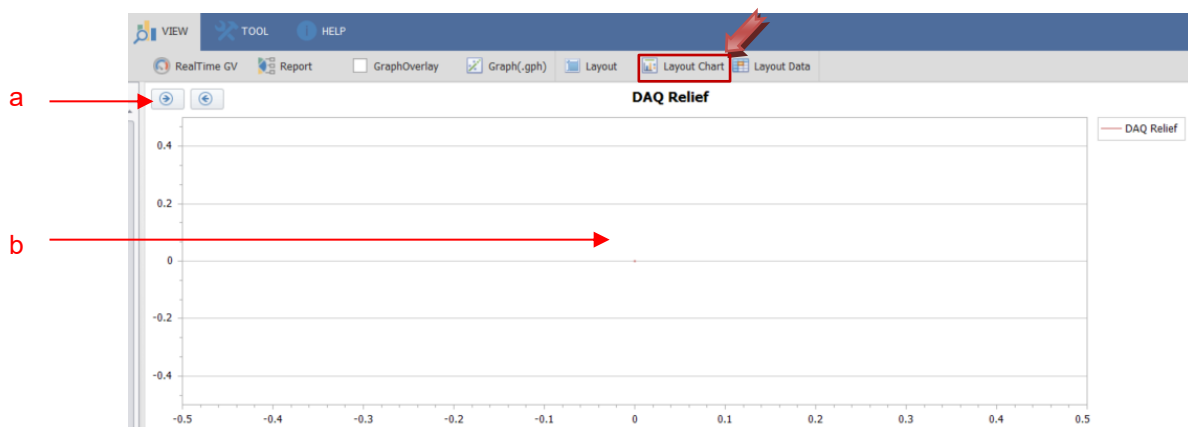 VIEW TOOL HELP
RealTime GV Report GraphOverlay Graph(.gph) Layout Layout Chart Layout Data
a
DAQ Relief
DAQ Relief
0.4
0.2
b
0
-0.2
-0.4
-0.5 -0.4 -0.3 -0.2 -0.1 0 0.1 0.2 0.3 0.4 0.5